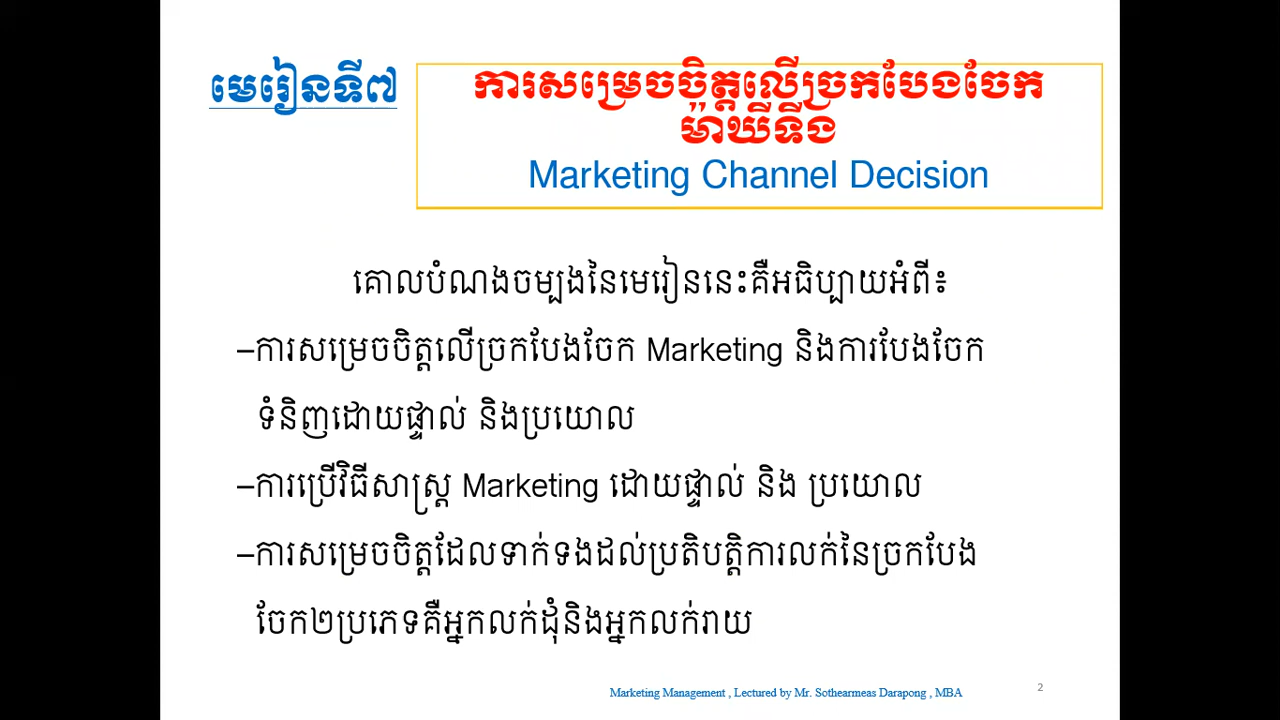 មេរៀនទី៧
ការសម្រេចចិត្តលើច្រកបែងចែក
ម៉ាឃីទីង
Marketing Channel Decision
គោលបំណងចម្បងនៃមេរៀននេះគឺអធិប្បាយអំពី៖
–ការសម្រេចចិត្តលើច្រកបែងចែក Marketing និងការបែងចែក
ទំនិញដោយផ្ទាល់ និងប្រយោល
–ការប្រើវិធីសាស្ត្រ Marketing ដោយផ្ទាល់ និង ប្រយោល
–ការសម្រេចចិត្តដែលទាក់ទងដល់ប្រតិបត្តិការលក់នៃច្រកបែង
ចែក២ប្រភេទគឺអ្នកលក់ដុំនិងអ្នកលក់រាយ
Marketing Management , Lectured by Mr. Sothearmeas Darapong , MBA
2